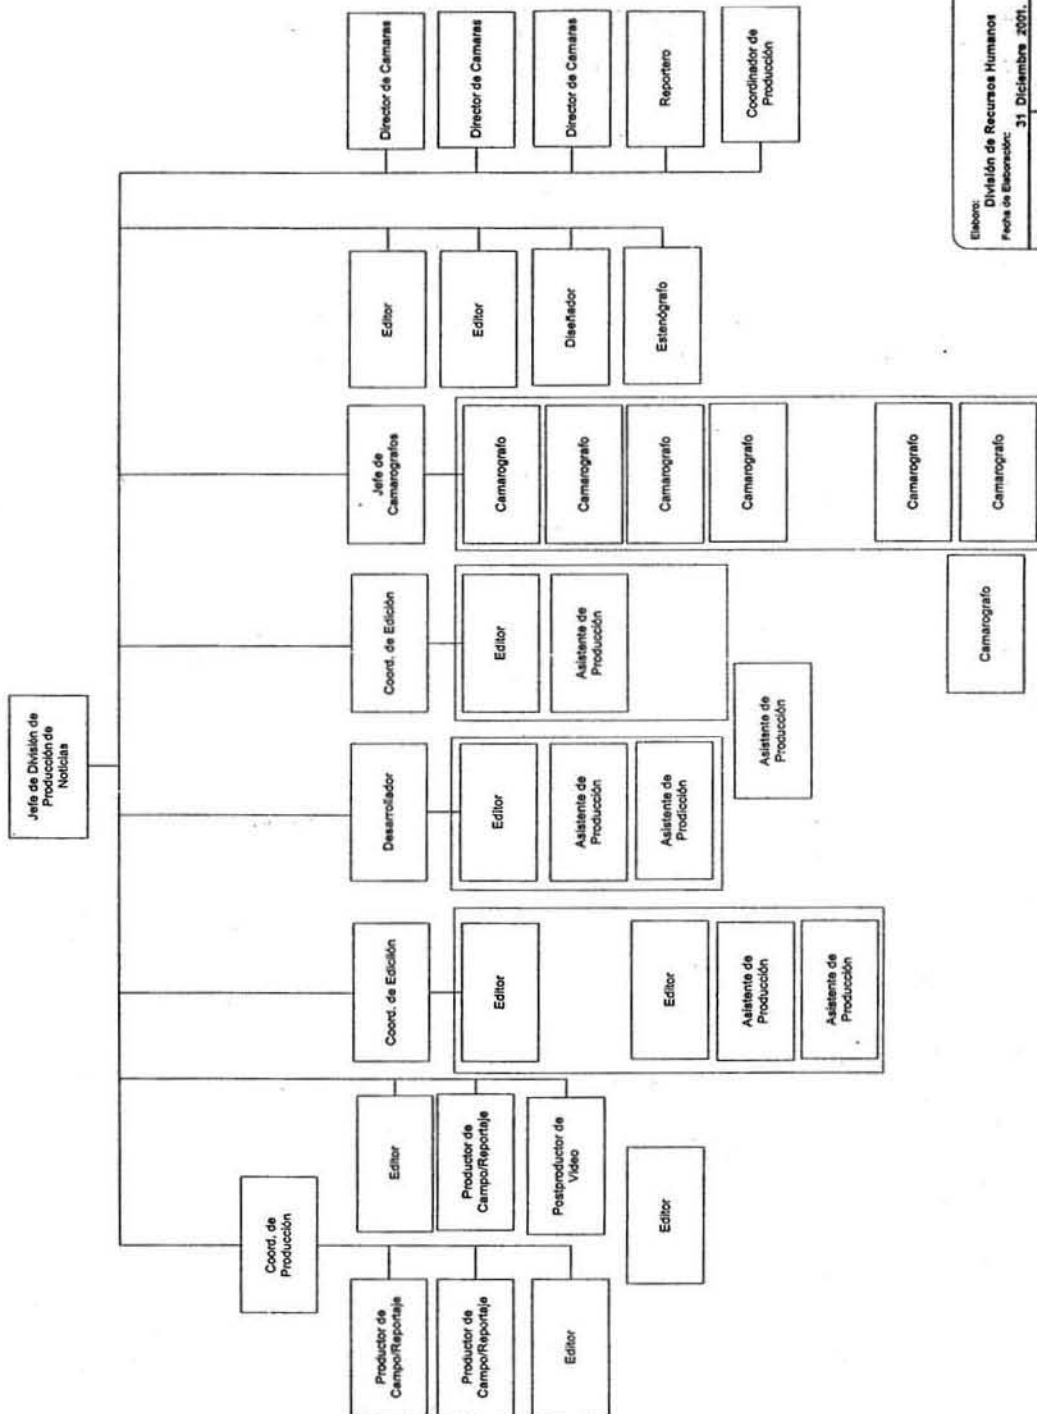 Jefe de División de
Producción de
Noticias
Coord. de
Producción
Productor de
Campo/Reportaje
Productor de
Campo/Reportaje
Editor
Editor
Productor de
Campo/Reportaje
Postproductor de
Video
Editor
Coord. de Edición
Editor
Editor
Asistente de
Producción
Asistente de
Producción
Desarrollador
Editor
Asistente de
Producción
Asistente de
Prodicción
Asistente de
Producción
Coord. de Edición
Editor
Asistente de
Producción
Jefe de
Camarografos
Camarografo
Camarografo
Camarografo
Camarografo
Camarografo
Camarografo
Camarografo
Editor
Editor
Diseñador
Estenógrafo
Director de Camaras
Director de Camaras
Director de Camaras
Reportero
Coordinador de
Producción
Elaboro:
División de Recursos Humanos
Fecha de Elaboración:
31 Diciembre 2001.